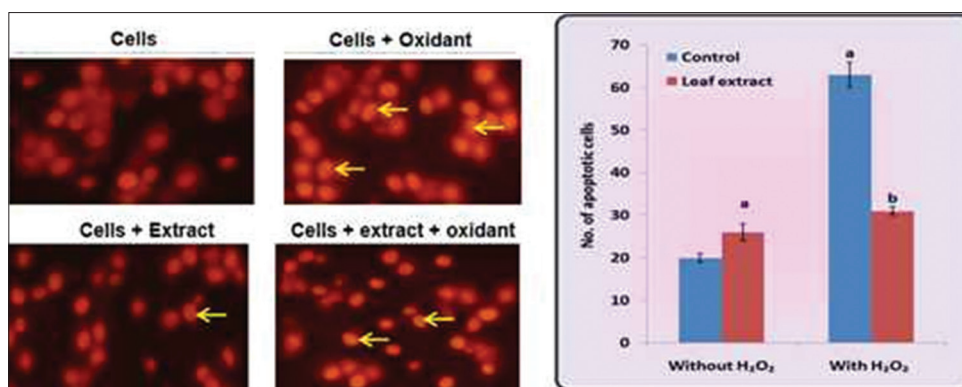 Cells
Cells + Oxidant
Cells + Extract
Cells + extract + oxidant
70
60
50
40
30
20
10
0
No. of apoptotic cells
Control
Leaf extract
a
a
b
Without H₂O₂
With H₂O₂